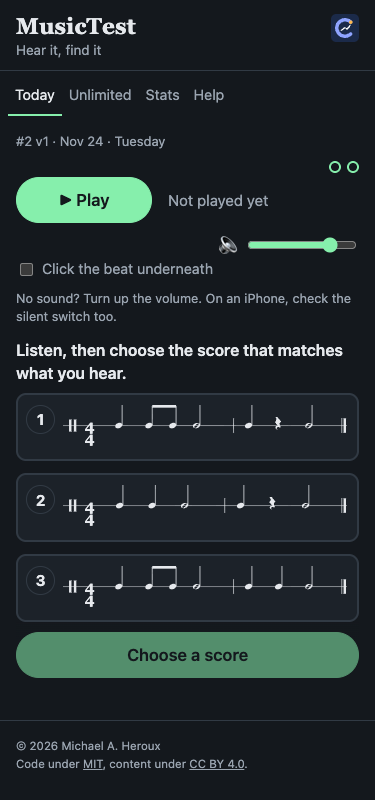 MusicTest
Hear it, find it
Today Unlimited Stats Help
#2 v1 · Nov 24 · Tuesday
Play
Not played yet
Click the beat underneath
No sound? Turn up the volume. On an iPhone, check the
silent switch too.
Listen, then choose the score that matches
what you hear.
1
4
4
2
4
4
3
4
4
Choose a score
© 2026 Michael A. Heroux
Code under MIT, content under CC BY 4.0.